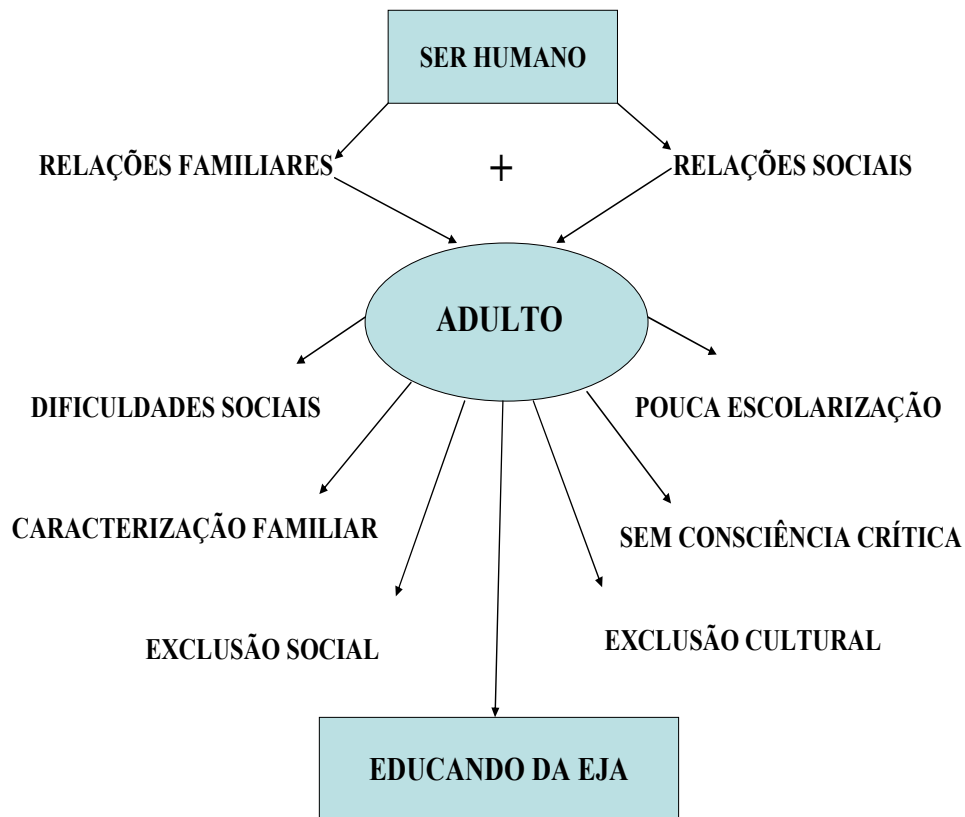 SER HUMANO
RELAÇÕES FAMILIARES
+
RELAÇÕES SOCIAIS
ADULTO
DIFICULDADES SOCIAIS
POUCA ESCOLARIZAÇÃO
CARACTERIZAÇÃO FAMILIAR
SEM CONSCIÊNCIA CRÍTICA
EXCLUSÃO SOCIAL
EXCLUSÃO CULTURAL
EDUCANDO DA EJA